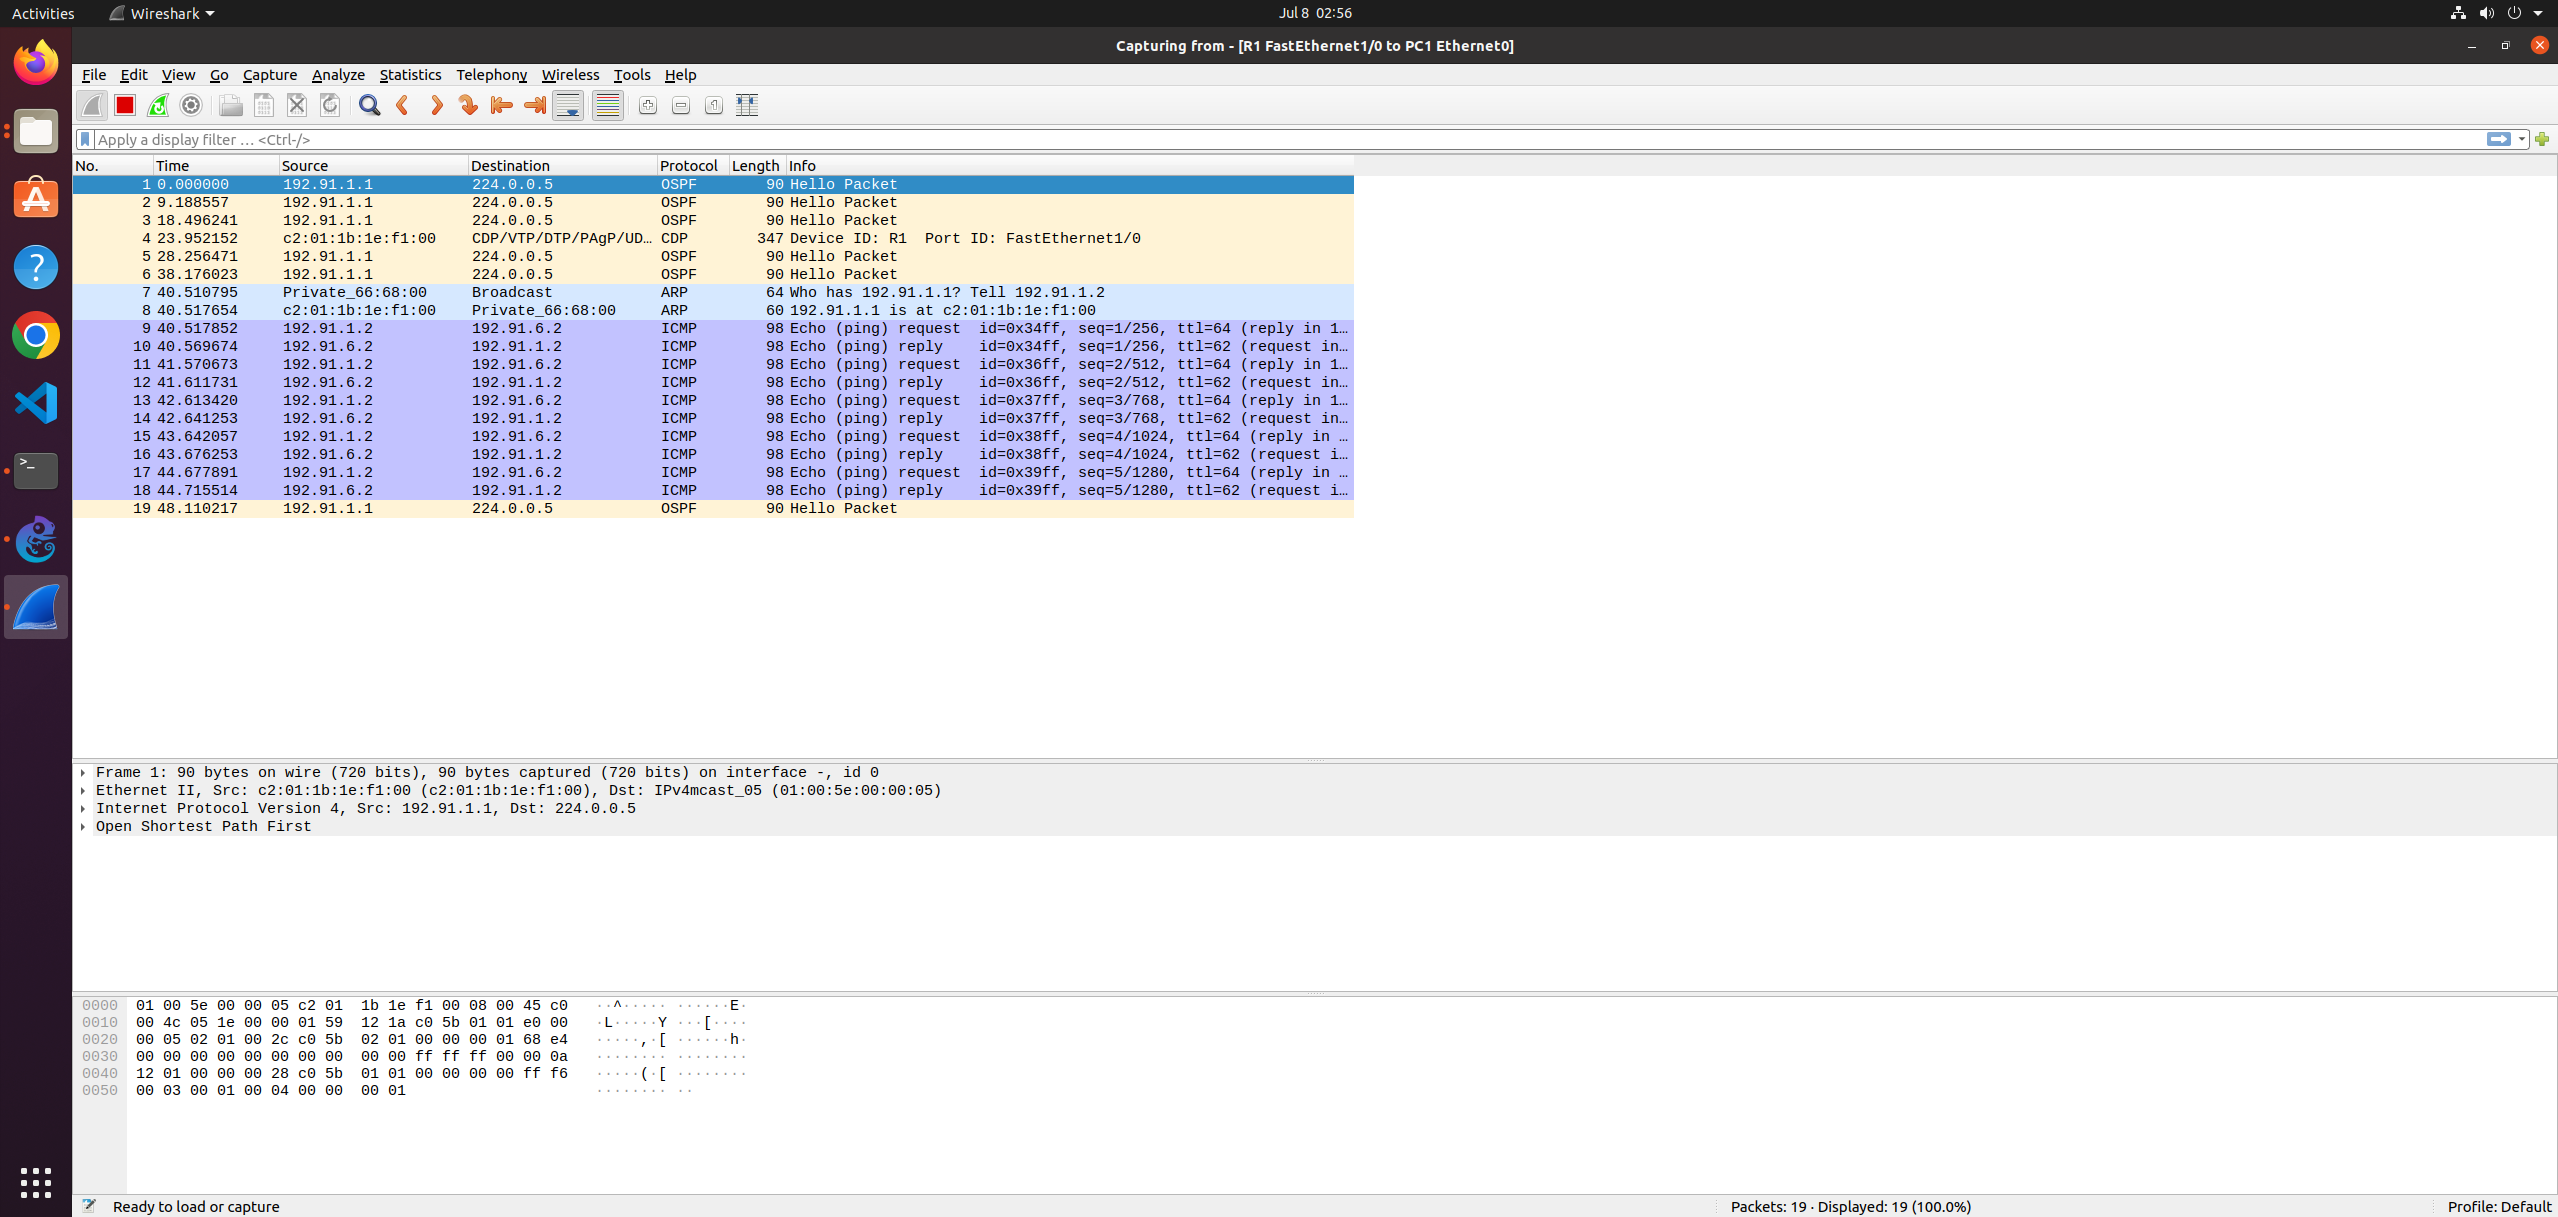 Activities Wireshark Jul 8 02:56
Capturing from - [R1 FastEthernet1/0 to PC1 Ethernet0]
File Edit View Go Capture Analyze Statistics Telephony Wireless Tools Help
Apply a display filter … <Ctrl-/>
No. Time Source Destination Protocol Length Info
1 0.000000 192.91.1.1 224.0.0.5 OSPF 90 Hello Packet
2 9.188557 192.91.1.1 224.0.0.5 OSPF 90 Hello Packet
3 18.496241 192.91.1.1 224.0.0.5 OSPF 90 Hello Packet
4 23.952152 c2:01:1b:1e:f1:00 CDP/VTP/DTP/PAgP/UD… CDP 347 Device ID: R1 Port ID: FastEthernet1/0
5 28.256471 192.91.1.1 224.0.0.5 OSPF 90 Hello Packet
6 38.176023 192.91.1.1 224.0.0.5 OSPF 90 Hello Packet
7 40.510795 Private_66:68:00 Broadcast ARP 64 Who has 192.91.1.1? Tell 192.91.1.2
8 40.517654 c2:01:1b:1e:f1:00 Private_66:68:00 ARP 60 192.91.1.1 is at c2:01:1b:1e:f1:00
9 40.517852 192.91.1.2 192.91.6.2 ICMP 98 Echo (ping) request id=0x34ff, seq=1/256, ttl=64 (reply in 1…
10 40.569674 192.91.6.2 192.91.1.2 ICMP 98 Echo (ping) reply id=0x34ff, seq=1/256, ttl=62 (request in…
11 41.570673 192.91.1.2 192.91.6.2 ICMP 98 Echo (ping) request id=0x36ff, seq=2/512, ttl=64 (reply in 1…
12 41.611731 192.91.6.2 192.91.1.2 ICMP 98 Echo (ping) reply id=0x36ff, seq=2/512, ttl=62 (request in…
13 42.613420 192.91.1.2 192.91.6.2 ICMP 98 Echo (ping) request id=0x37ff, seq=3/768, ttl=64 (reply in 1…
14 42.641253 192.91.6.2 192.91.1.2 ICMP 98 Echo (ping) reply id=0x37ff, seq=3/768, ttl=62 (request in…
15 43.642057 192.91.1.2 192.91.6.2 ICMP 98 Echo (ping) request id=0x38ff, seq=4/1024, ttl=64 (reply in …
16 43.676253 192.91.6.2 192.91.1.2 ICMP 98 Echo (ping) reply id=0x38ff, seq=4/1024, ttl=62 (request i…
17 44.677891 192.91.1.2 192.91.6.2 ICMP 98 Echo (ping) request id=0x39ff, seq=5/1280, ttl=64 (reply in …
18 44.715514 192.91.6.2 192.91.1.2 ICMP 98 Echo (ping) reply id=0x39ff, seq=5/1280, ttl=62 (request i…
19 48.110217 192.91.1.1 224.0.0.5 OSPF 90 Hello Packet
Frame 1: 90 bytes on wire (720 bits), 90 bytes captured (720 bits) on interface -, id 0
Ethernet II, Src: c2:01:1b:1e:f1:00 (c2:01:1b:1e:f1:00), Dst: IPv4mcast_05 (01:00:5e:00:00:05)
Internet Protocol Version 4, Src: 192.91.1.1, Dst: 224.0.0.5
Open Shortest Path First
0000 01 00 5e 00 00 05 c2 01 1b 1e f1 00 08 00 45 c0 ··^····· ······E·
0010 00 4c 05 1e 00 00 01 59 12 1a c0 5b 01 01 e0 00 ·L·····Y ···[····
0020 00 05 02 01 00 2c c0 5b 02 01 00 00 00 01 68 e4 ·····,·[ ······h·
0030 00 00 00 00 00 00 00 00 00 00 ff ff ff 00 00 0a ········ ········
0040 12 01 00 00 00 28 c0 5b 01 01 00 00 00 00 ff f6 ·····(·[ ········
0050 00 03 00 01 00 04 00 00 00 01 ········ ··
Ready to load or capture Packets: 19 · Displayed: 19 (100.0%) Profile: Default